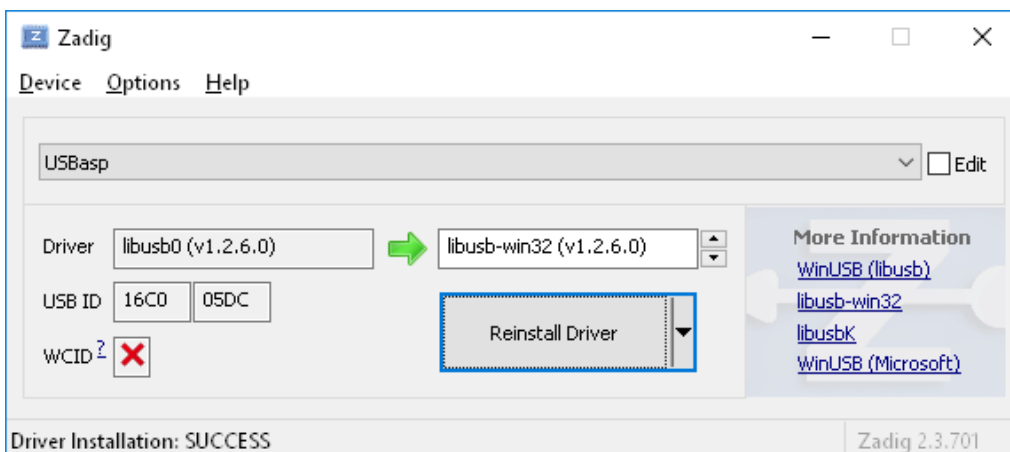 Zadig
Device Options Help
USBasp
Edit
Driver libusb0 (v1.2.6.0) libusb-win32 (v1.2.6.0)
USB ID 16C0 05DC
WCID ?
Reinstall Driver
More Information
WinUSB (libusb)
libusb-win32
libusbK
WinUSB (Microsoft)
Driver Installation: SUCCESS
Zadig 2.3.701